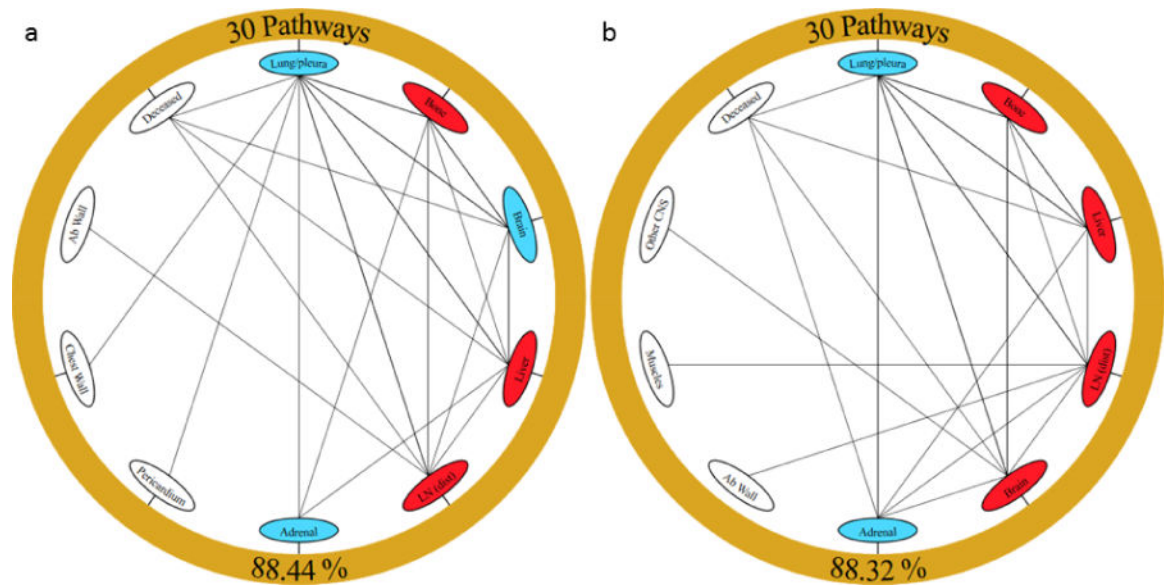 a
30 Pathways
Lung/pleura
Bone
Brain
Liver
LN (dist)
Adrenal
Pericardium
Chest Wall
Ab Wall
Deceased
88.44 %
b
30 Pathways
Lung/pleura
Bone
Liver
LN (dist)
Brain
Adrenal
Ab Wall
Muscles
Other CNS
Deceased
88.32 %